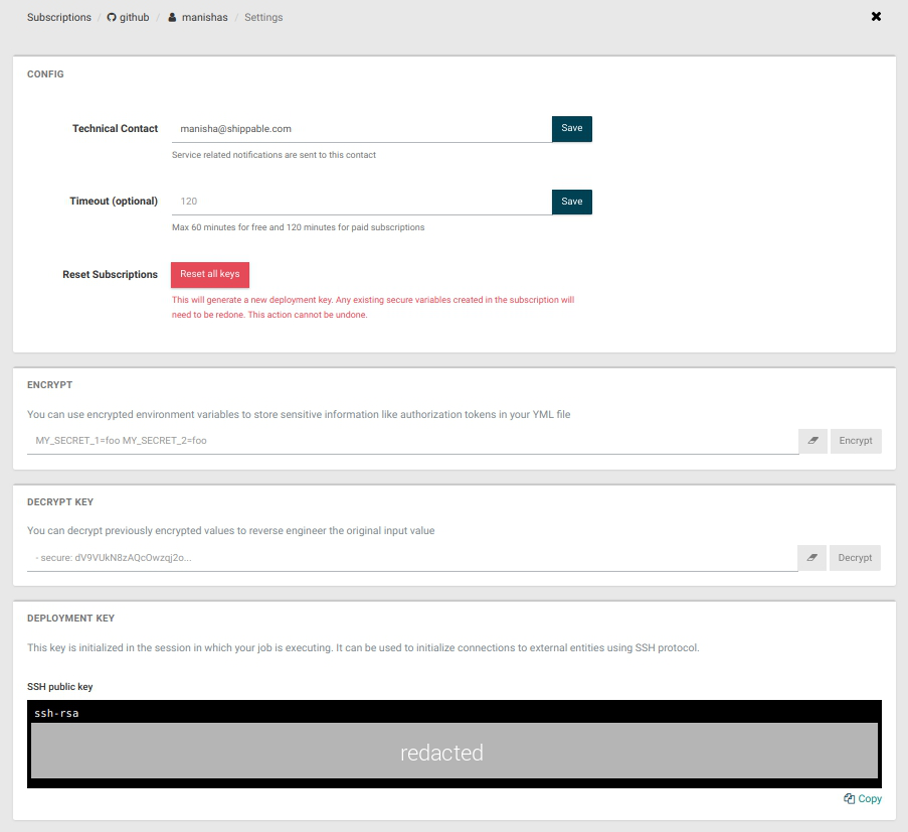 Subscriptions / github / manishas / Settings
CONFIG
Technical Contact manisha@shippable.com Save
Service related notifications are sent to this contact
Timeout (optional) 120 Save
Max 60 minutes for free and 120 minutes for paid subscriptions
Reset Subscriptions Reset all keys
This will generate a new deployment key. Any existing secure variables created in the subscription will
need to be redone. This action cannot be undone.
ENCRYPT
You can use encrypted environment variables to store sensitive information like authorization tokens in your YML file
MY_SECRET_1=foo MY_SECRET_2=foo Encrypt
DECRYPT KEY
You can decrypt previously encrypted values to reverse engineer the original input value
- secure: dV9VUkN8zAQcOwzqj2o... Decrypt
DEPLOYMENT KEY
This key is initialized in the session in which your job is executing. It can be used to initialize connections to external entities using SSH protocol.
SSH public key
ssh-rsa
redacted
Copy